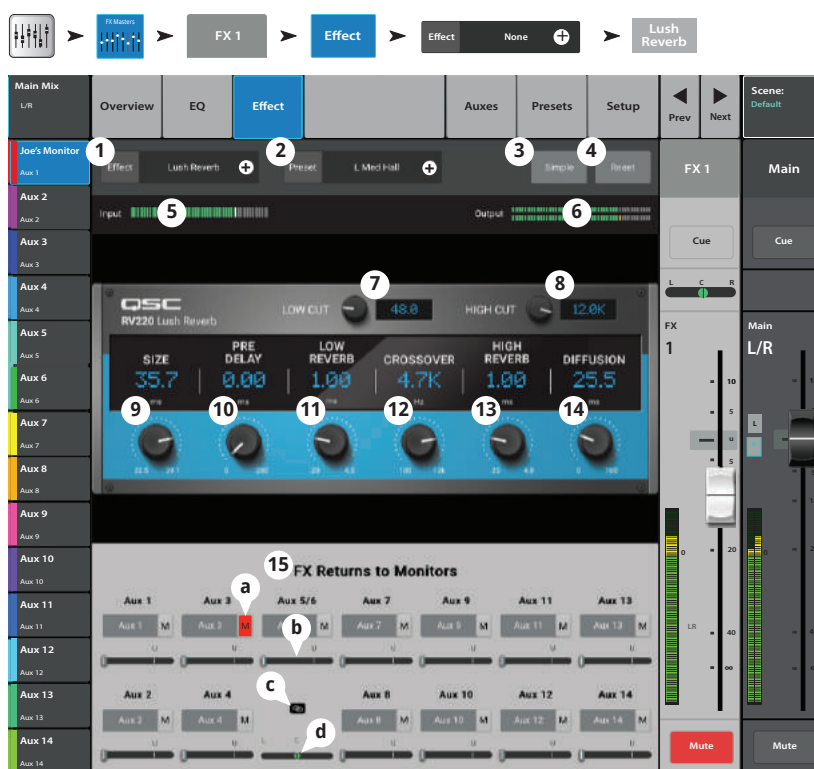 FX Masters
FX 1
Effect
Effect None
Lush
Reverb
Main Mix
L/R
Overview
EQ
Effect
Auxes
Presets
Setup
Prev
Next
Scene:
Default
Joe's Monitor
Aux 1
Aux 2
Aux 2
Aux 3
Aux 3
Aux 4
Aux 4
Aux 5
Aux 5
Aux 6
Aux 6
Aux 7
Aux 7
Aux 8
Aux 8
Aux 9
Aux 9
Aux 10
Aux 10
Aux 11
Aux 11
Aux 12
Aux 12
Aux 13
Aux 13
Aux 14
Aux 14
1
2
3
4
Effect Lush Reverb
Preset L Med Hall
Simple
Reset
Input
5
Output
6
7
8
QSC
RV220 Lush Reverb
LOW CUT 48.0
HIGH CUT 12.0K
SIZE
PRE
DELAY
LOW
REVERB
CROSSOVER
HIGH
REVERB
DIFFUSION
35.7
0.00
1.00
4.7K
1.00
25.5
ms
ms
ms
Hz
ms
ms
9
10
11
12
13
14
0
100
15 FX Returns to Monitors
a
Aux 1
Aux 3
Aux 5/6
Aux 7
Aux 9
Aux 11
Aux 13
Aux 1 M
Aux 3 M
M
Aux 7 M
Aux 9 M
Aux 11 M
Aux 13 M
b
U
U
U
U
U
U
U
c
Aux 2
Aux 4
Aux 8
Aux 10
Aux 12
Aux 14
Aux 2 M
Aux 4 M
Aux 8 M
Aux 10 M
Aux 12 M
Aux 14 M
d
U
U
L C
U
U
U
U
FX 1
Cue
L C R
FX
1
10
5
U
5
0
20
LR
40
∞
Mute
Main
Cue
Main
L/R
L
0
Mute